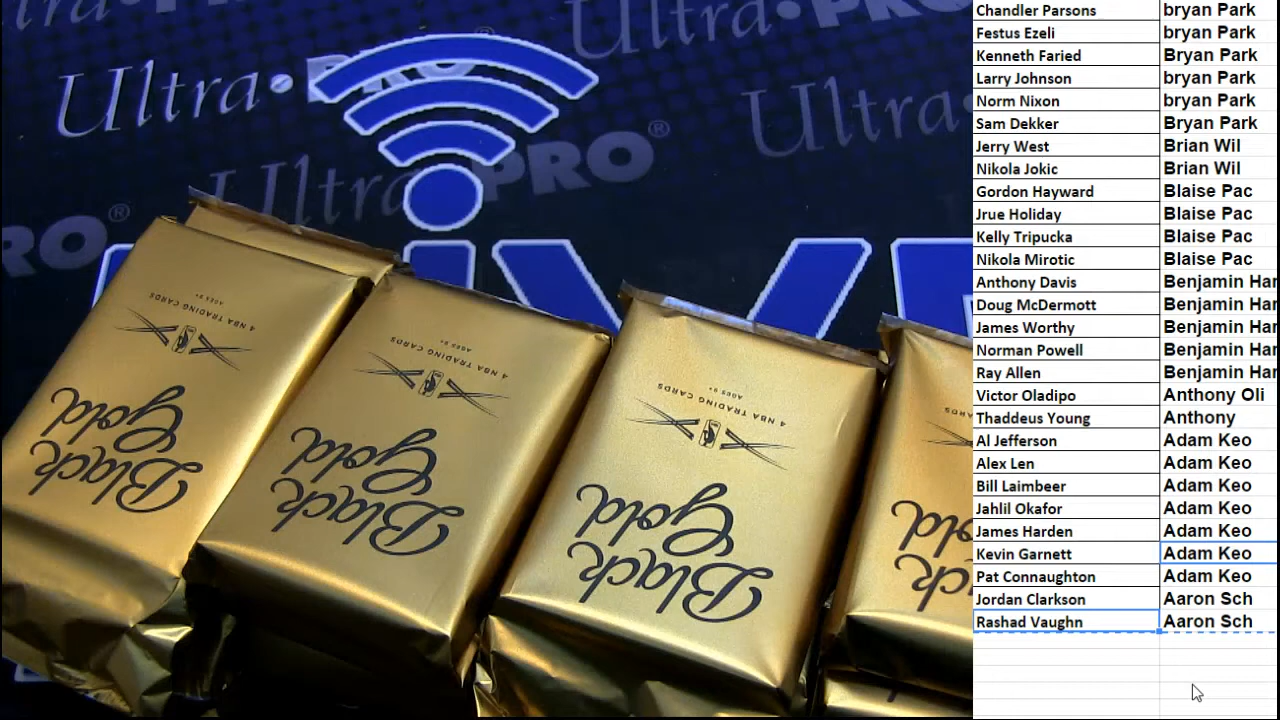 Ultra•PRO®
Ultra•PRO
Ultra•PRO®
PRO®
4 NBA TRADING CARDS
AGES 9+
Black
Gold
4 NBA TRADING CARDS
AGES 9+
Black
Gold
4 NBA TRADING CARDS
AGES 9+
Black
Gold
Chandler Parsons bryan Park
Festus Ezeli bryan Park
Kenneth Faried Bryan Park
Larry Johnson bryan Park
Norm Nixon bryan Park
Sam Dekker Bryan Park
Jerry West Brian Wil
Nikola Jokic Brian Wil
Gordon Hayward Blaise Pac
Jrue Holiday Blaise Pac
Kelly Tripucka Blaise Pac
Nikola Mirotic Blaise Pac
Anthony Davis Benjamin Har
Doug McDermott Benjamin Har
James Worthy Benjamin Har
Norman Powell Benjamin Har
Ray Allen Benjamin Har
Victor Oladipo Anthony Oli
Thaddeus Young Anthony
Al Jefferson Adam Keo
Alex Len Adam Keo
Bill Laimbeer Adam Keo
Jahlil Okafor Adam Keo
James Harden Adam Keo
Kevin Garnett Adam Keo
Pat Connaughton Adam Keo
Jordan Clarkson Aaron Sch
Rashad Vaughn Aaron Sch